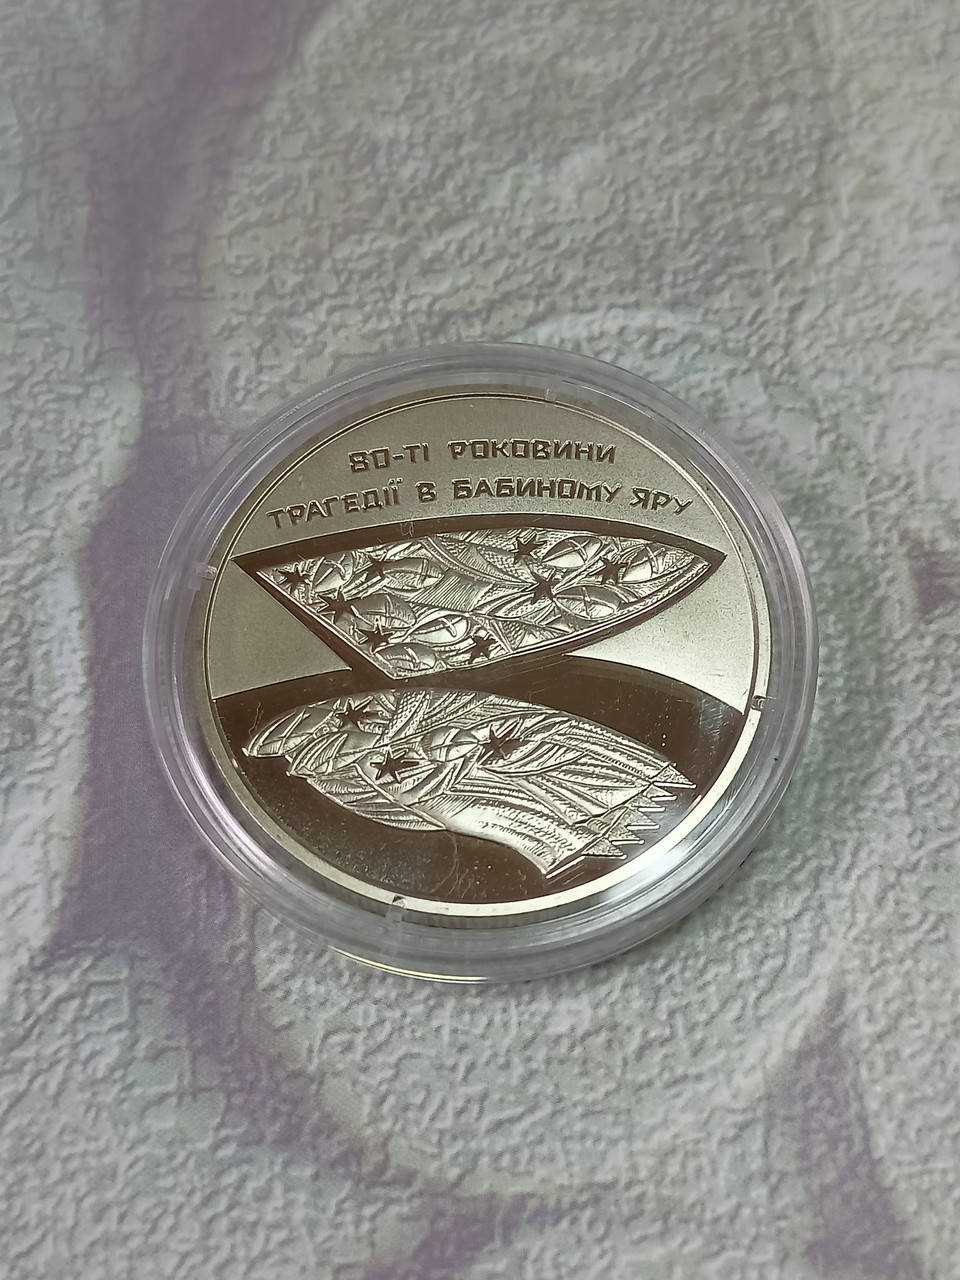 80-ТІ РОКОВИНИ
ТРАГЕДІЇ В БАБИНОМУ ЯРУ